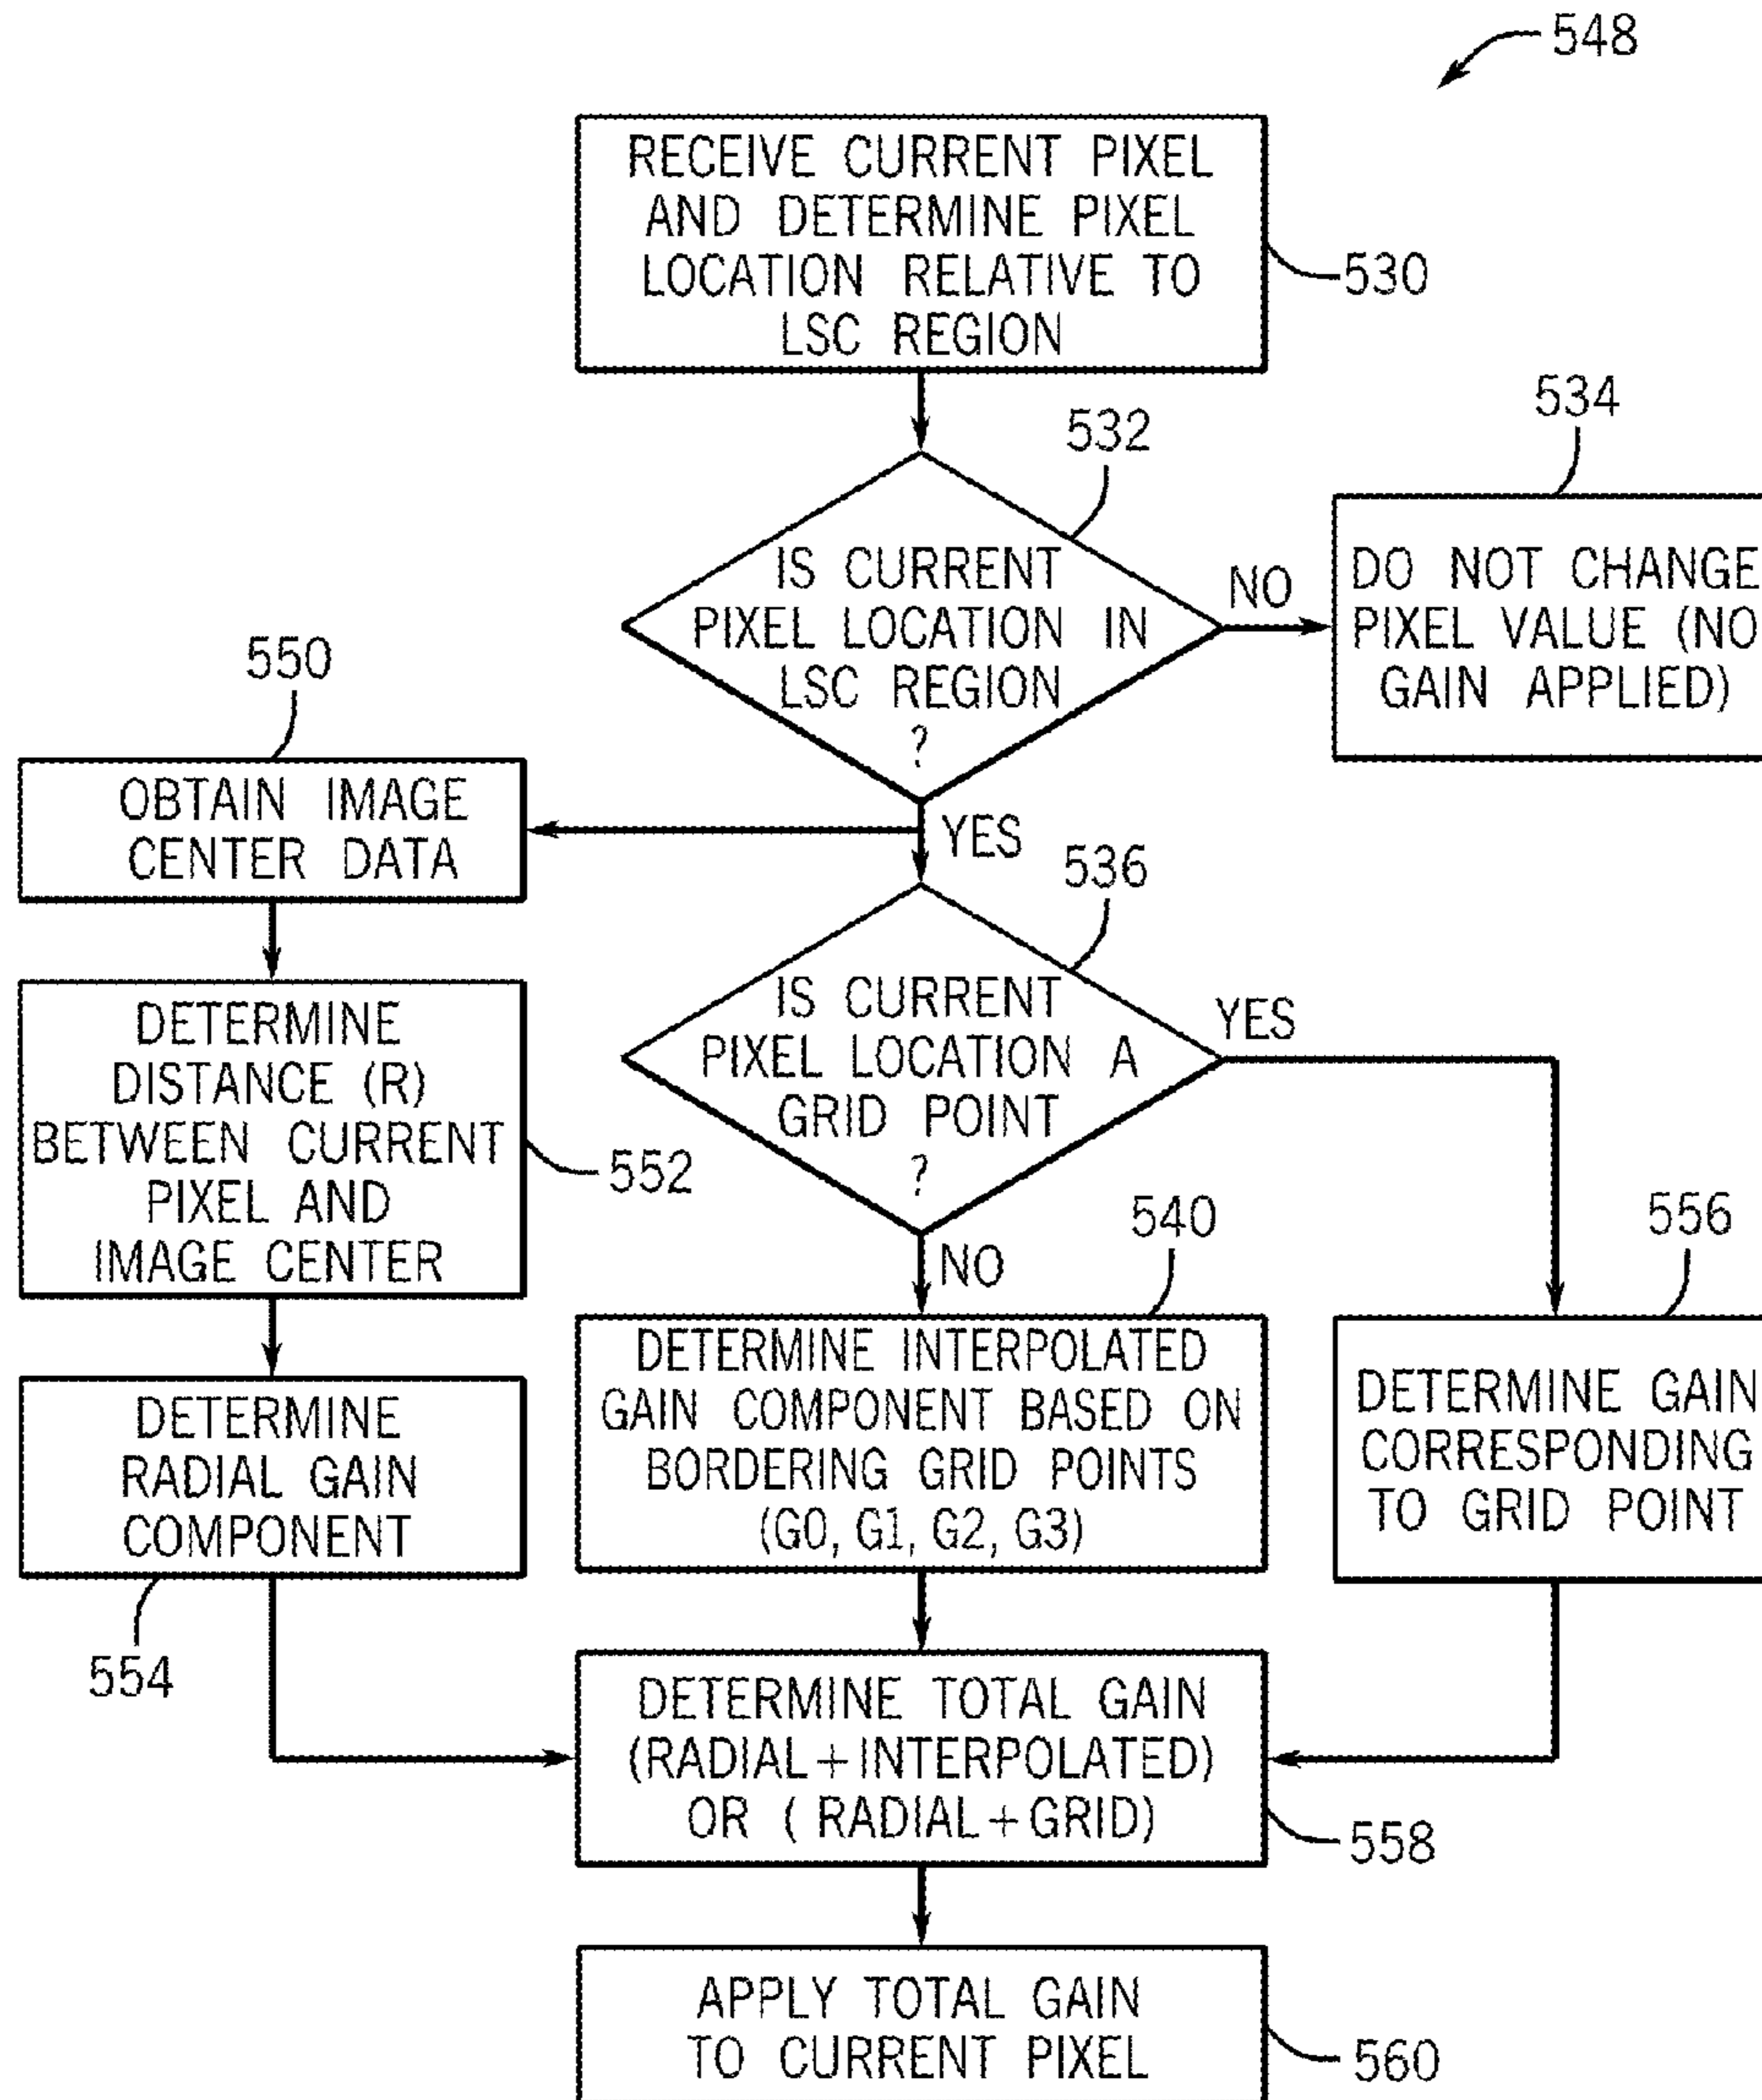 548
RECEIVE CURRENT PIXEL
AND DETERMINE PIXEL
LOCATION RELATIVE TO
LSC REGION
530
532
IS CURRENT
PIXEL LOCATION IN
LSC REGION
?
NO
534
DO NOT CHANGE
PIXEL VALUE (NO
GAIN APPLIED)
YES
550
OBTAIN IMAGE
CENTER DATA
DETERMINE
DISTANCE (R)
BETWEEN CURRENT
PIXEL AND
IMAGE CENTER
552
DETERMINE
RADIAL GAIN
COMPONENT
554
536
IS CURRENT
PIXEL LOCATION A
GRID POINT
?
YES
NO
540
DETERMINE INTERPOLATED
GAIN COMPONENT BASED ON
BORDERING GRID POINTS
(G0, G1, G2, G3)
556
DETERMINE GAIN
CORRESPONDING
TO GRID POINT
DETERMINE TOTAL GAIN
(RADIAL+INTERPOLATED)
OR ( RADIAL+GRID)
558
APPLY TOTAL GAIN
TO CURRENT PIXEL
560